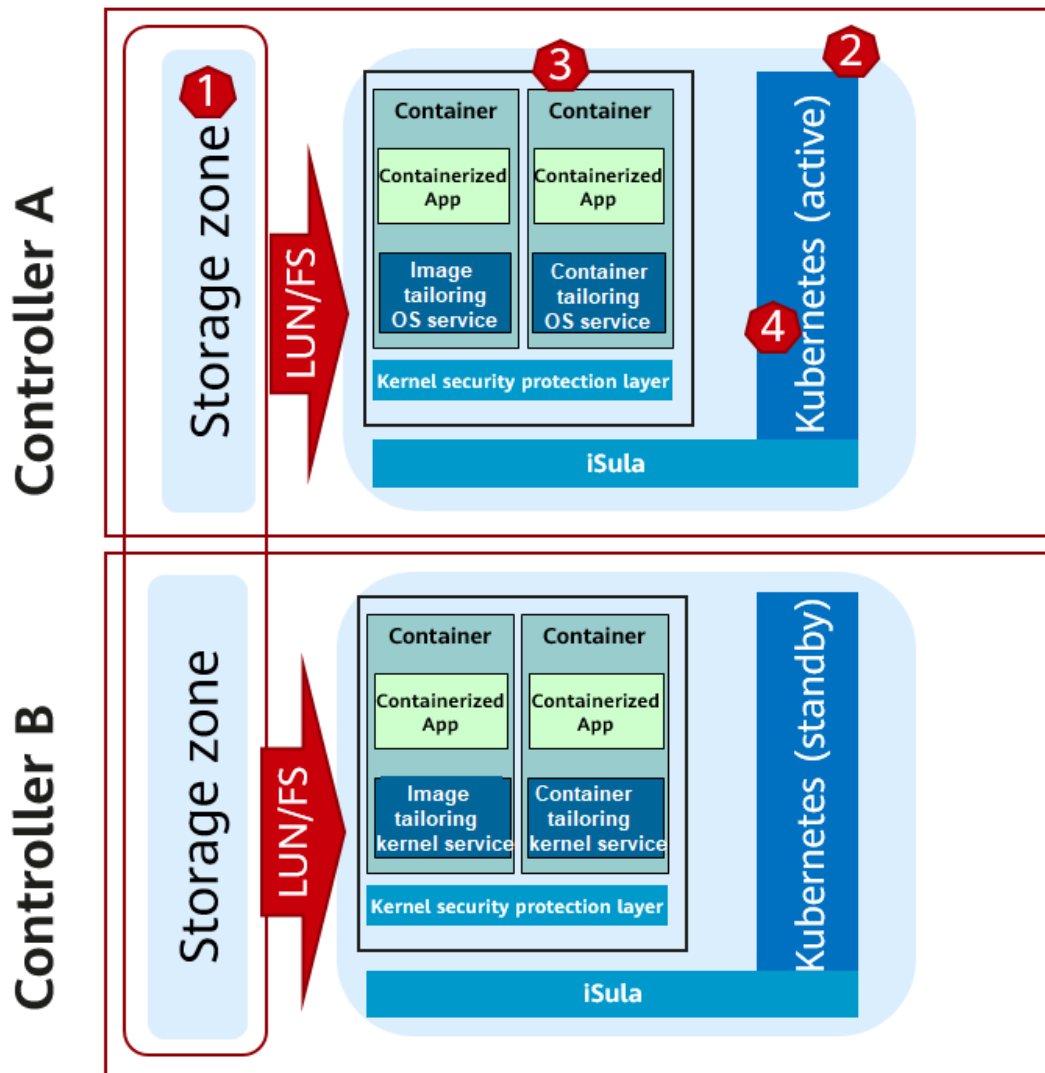 Controller A
1
Storage zone
LUN/FS
3
Container
Containerized
App
Image
tailoring
OS service
Container
Containerized
App
Container
tailoring
OS service
Kernel security protection layer
iSula
2
4
Kubernetes (active)
Controller B
Storage zone
LUN/FS
Container
Containerized
App
Image
tailoring
kernel service
Container
Containerized
App
Container
tailoring
kernel service
Kernel security protection layer
iSula
Kubernetes (standby)